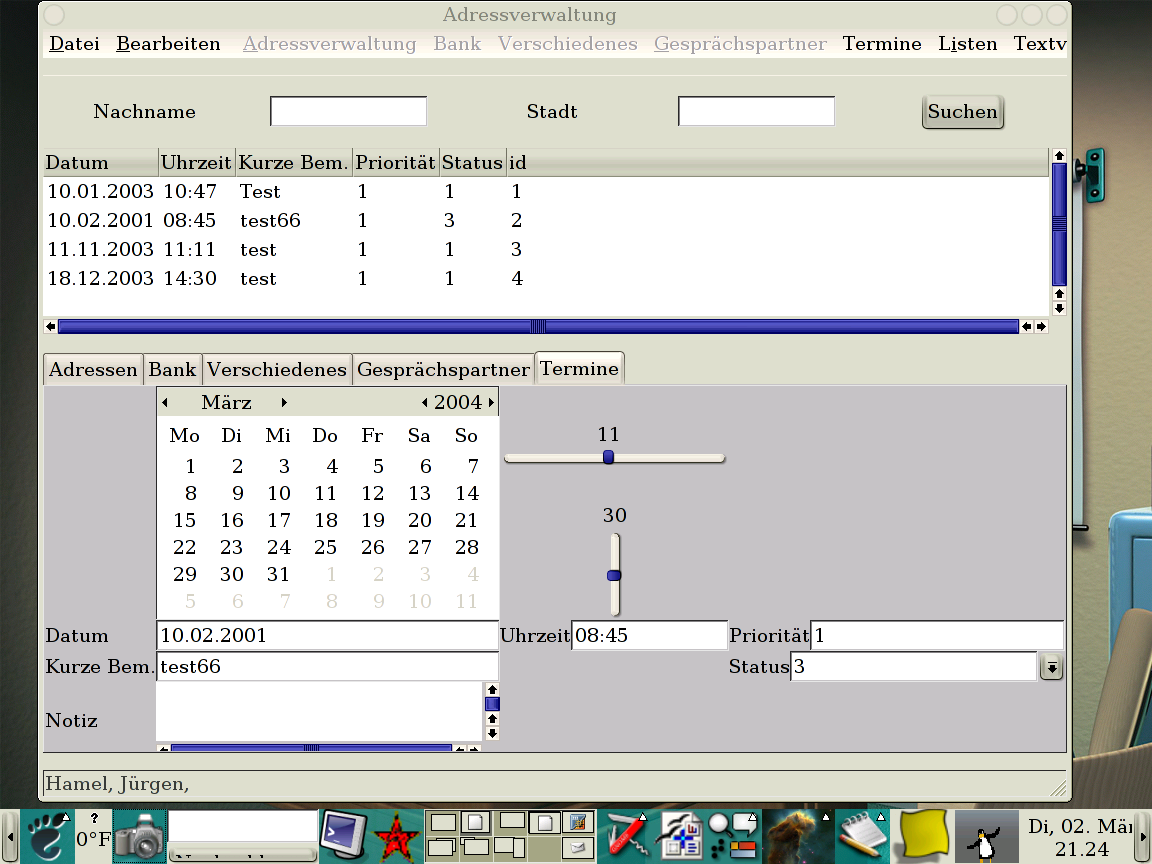 Adressverwaltung
Datei Bearbeiten Adressverwaltung Bank Verschiedenes Gesprächspartner Termine Listen Textv
Nachname Stadt Suchen
Datum Uhrzeit Kurze Bem. Priorität Status id
10.01.2003 10:47 Test 1 1 1
10.02.2001 08:45 test66 1 3 2
11.11.2003 11:11 test 1 1 3
18.12.2003 14:30 test 1 1 4
Adressen Bank Verschiedenes Gesprächspartner Termine
März 2004
Mo Di Mi Do Fr Sa So
1 2 3 4 5 6 7
8 9 10 11 12 13 14
15 16 17 18 19 20 21
22 23 24 25 26 27 28
29 30 31 1 2 3 4
5 6 7 8 9 10 11
11
30
Datum 10.02.2001 Uhrzeit 08:45 Priorität 1
Kurze Bem. test66 Status 3
Notiz
Hamel, Jürgen,
?
0°F
Di, 02. Mär
21.24